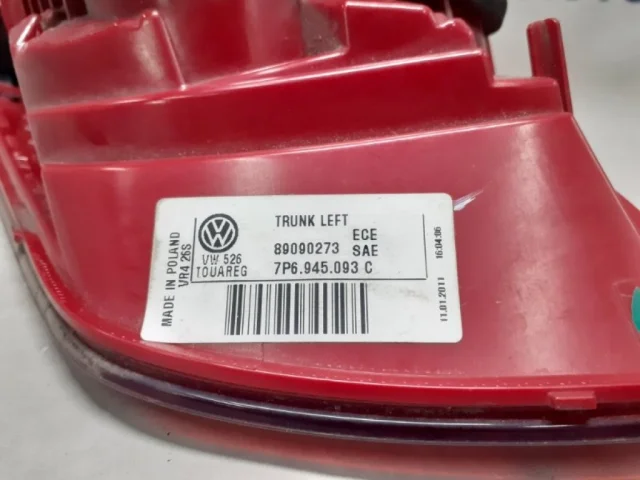 MADE IN POLAND
VR4 26S
VW
VW 526
TOUAREG
TRUNK LEFT
89090273
ECE
SAE
7P6.945.093 C
11.01.2011 16:04:06